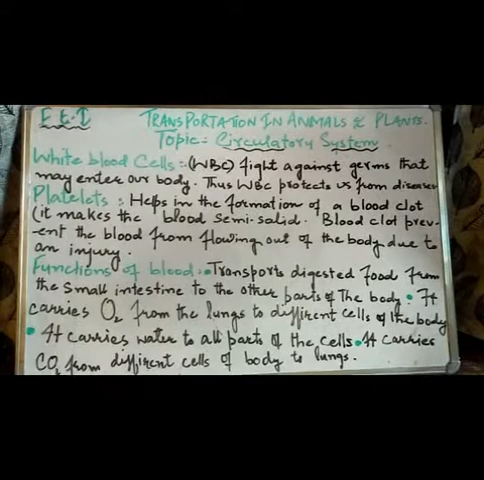 E E.I TRANSPORTATION IN ANIMALS & PLANTS.
Topic:- Circulatory System.
White blood Cells :- (WBC) fight against germs that
may enter our body. Thus WBC protects us from diseases
Platelets : Helps in the formation of a blood clot
(it makes the blood semi-solid. Blood clot prev-
ent the blood from flowing out of the body due to
an injury.
Functions of blood :- • Transports digested food from
the small intestine to the other parts of The body • It
carries O2 from the lungs to diffirent cells of the body
• It carries water to all parts of the cells • It carries
CO2 from diffirent cells of body to lungs.